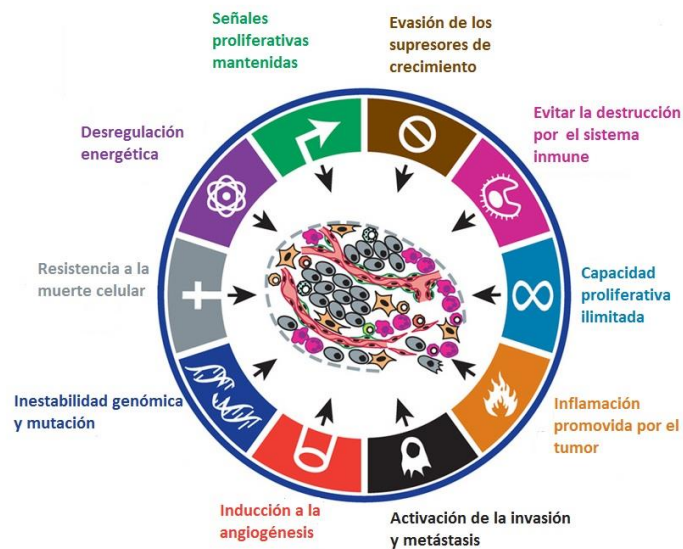 Señales
proliferativas
mantenidas
Evasión de los
supresores de
crecimiento
Evitar la destrucción
por el sistema
inmune
Capacidad
proliferativa
ilimitada
Inflamación
promovida por el
tumor
Activación de la invasión
y metástasis
Inducción a la
angiogénesis
Inestabilidad genómica
y mutación
Resistencia a la
muerte celular
Desregulación
energética